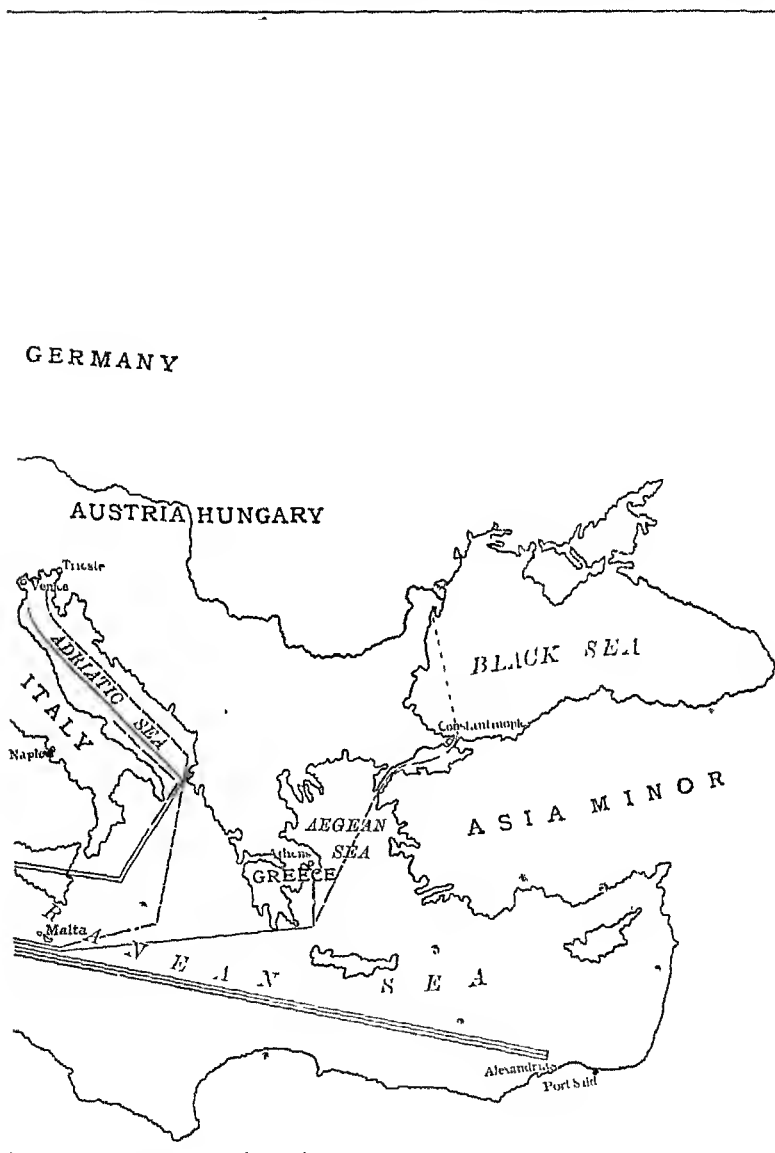 GERMANY
AUSTRIA HUNGARY
Trieste
Venice
ADRIATIC SEA
BLACK SEA
ITALY
Constantinople
Naples
ASIA MINOR
AEGEAN SEA
Athens
GREECE
Malta
R A N E A N SEA
Alexandria
Port Said